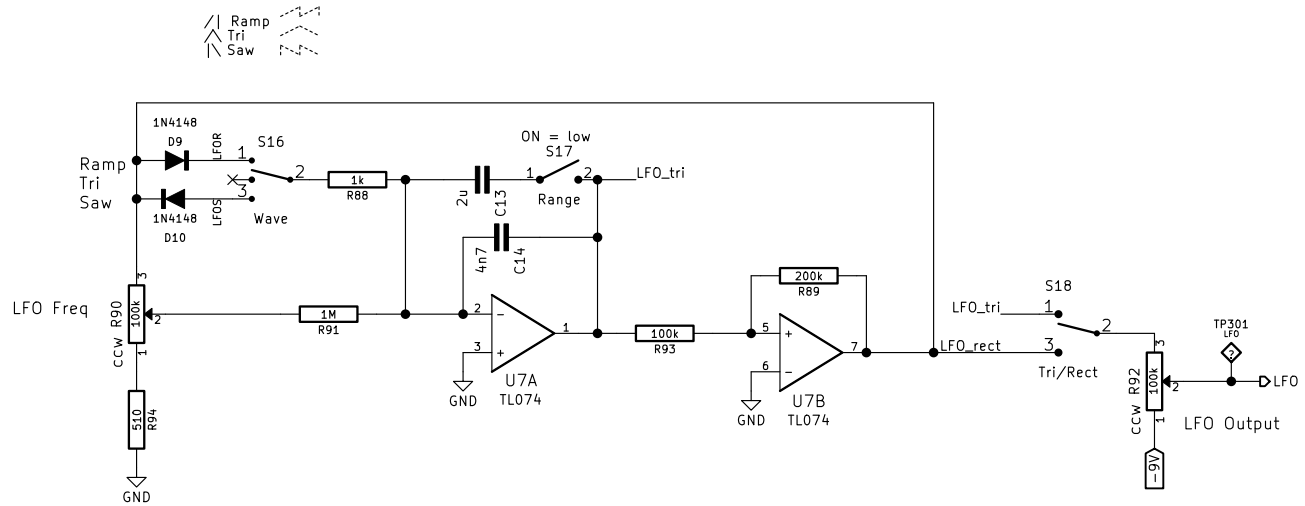 /| Ramp
/\ Tri
|\ Saw
1N4148
D9
LFOR
S16
ON = low
S17
Ramp
Tri
Saw
1
2
3
1k
R88
1
2
LFO_tri
2u
C13
Range
1N4148
D10
LFOS
Wave
4n7
C14
3
LFO Freq
CCW R90
100k
2
1
1M
R91
2
−
3
+
1
U7A
TL074
GND
100k
R93
200k
R89
5
+
6
−
7
U7B
TL074
GND
LFO_rect
S18
LFO_tri
1
2
3
Tri/Rect
TP301
LFO
?
3
CCW R92
100k
2
1
LFO
LFO Output
-9V
510
R94
GND